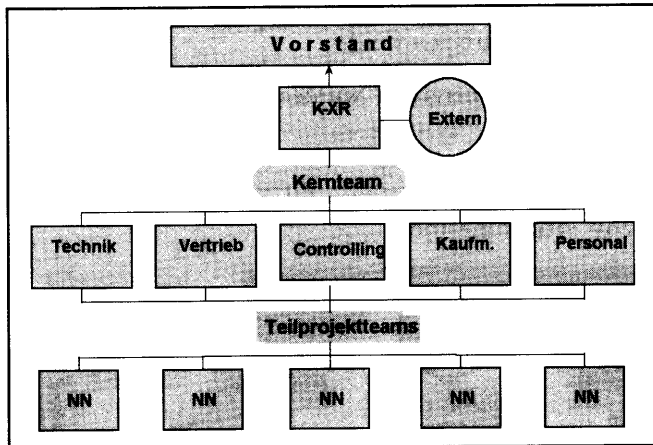 Vorstand
K-XR
Extern
Kernteam
Technik
Vertrieb
Controlling
Kaufm.
Personal
Teilprojektteams
NN
NN
NN
NN
NN